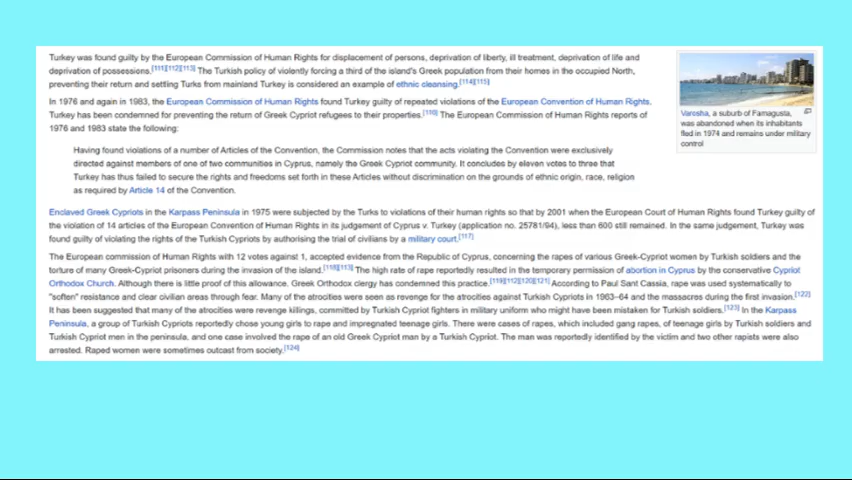 Turkey was found guilty by the European Commission of Human Rights for displacement of persons, deprivation of liberty, ill treatment, deprivation of life and
deprivation of possessions.[111][112][113] The Turkish policy of violently forcing a third of the island's Greek population from their homes in the occupied North,
preventing their return and settling Turks from mainland Turkey is considered an example of ethnic cleansing.[114][115]
In 1976 and again in 1983, the European Commission of Human Rights found Turkey guilty of repeated violations of the European Convention of Human Rights.
Turkey has been condemned for preventing the return of Greek Cypriot refugees to their properties.[116] The European Commission of Human Rights reports of
1976 and 1983 state the following:
Having found violations of a number of Articles of the Convention, the Commission notes that the acts violating the Convention were exclusively
directed against members of one of two communities in Cyprus, namely the Greek Cypriot community. It concludes by eleven votes to three that
Turkey has thus failed to secure the rights and freedoms set forth in these Articles without discrimination on the grounds of ethnic origin, race, religion
as required by Article 14 of the Convention.
Varosha, a suburb of Famagusta,
was abandoned when its inhabitants
fled in 1974 and remains under military
control
Enclaved Greek Cypriots in the Karpass Peninsula in 1975 were subjected by the Turks to violations of their human rights so that by 2001 when the European Court of Human Rights found Turkey guilty of
the violation of 14 articles of the European Convention of Human Rights in its judgement of Cyprus v. Turkey (application no. 25781/94), less than 600 still remained. In the same judgement, Turkey was
found guilty of violating the rights of the Turkish Cypriots by authorising the trial of civilians by a military court.[117]
The European commission of Human Rights with 12 votes against 1, accepted evidence from the Republic of Cyprus, concerning the rapes of various Greek-Cypriot women by Turkish soldiers and the
torture of many Greek-Cypriot prisoners during the invasion of the island.[118][113] The high rate of rape reportedly resulted in the temporary permission of abortion in Cyprus by the conservative Cypriot
Orthodox Church. Although there is little proof of this allowance. Greek Orthodox clergy has condemned this practice.[119][112][120][121] According to Paul Sant Cassia, rape was used systematically to
"soften" resistance and clear civilian areas through fear. Many of the atrocities were seen as revenge for the atrocities against Turkish Cypriots in 1963–64 and the massacres during the first invasion.[122]
It has been suggested that many of the atrocities were revenge killings, committed by Turkish Cypriot fighters in military uniform who might have been mistaken for Turkish soldiers.[123] In the Karpass
Peninsula, a group of Turkish Cypriots reportedly chose young girls to rape and impregnated teenage girls. There were cases of rapes, which included gang rapes, of teenage girls by Turkish soldiers and
Turkish Cypriot men in the peninsula, and one case involved the rape of an old Greek Cypriot man by a Turkish Cypriot. The man was reportedly identified by the victim and two other rapists were also
arrested. Raped women were sometimes outcast from society.[124]